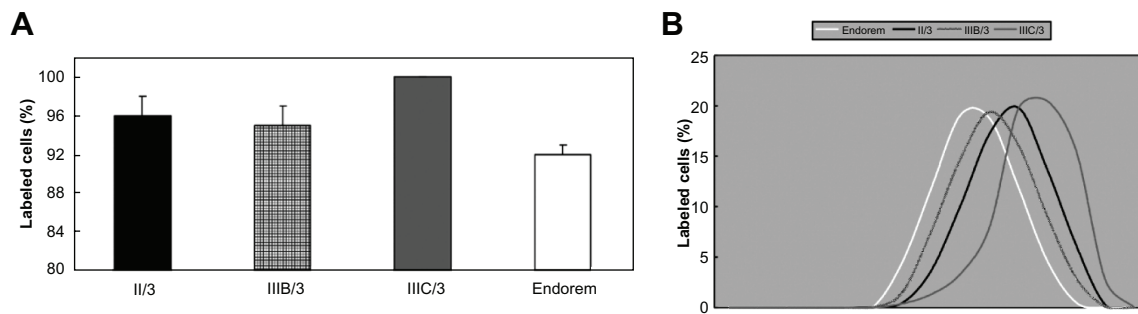 A
Labeled cells (%)
100
96
92
88
84
80
II/3
IIIB/3
IIIC/3
Endorem
B
Endorem II/3 IIIB/3 IIIC/3
Labeled cells (%)
25
20
15
10
5
0